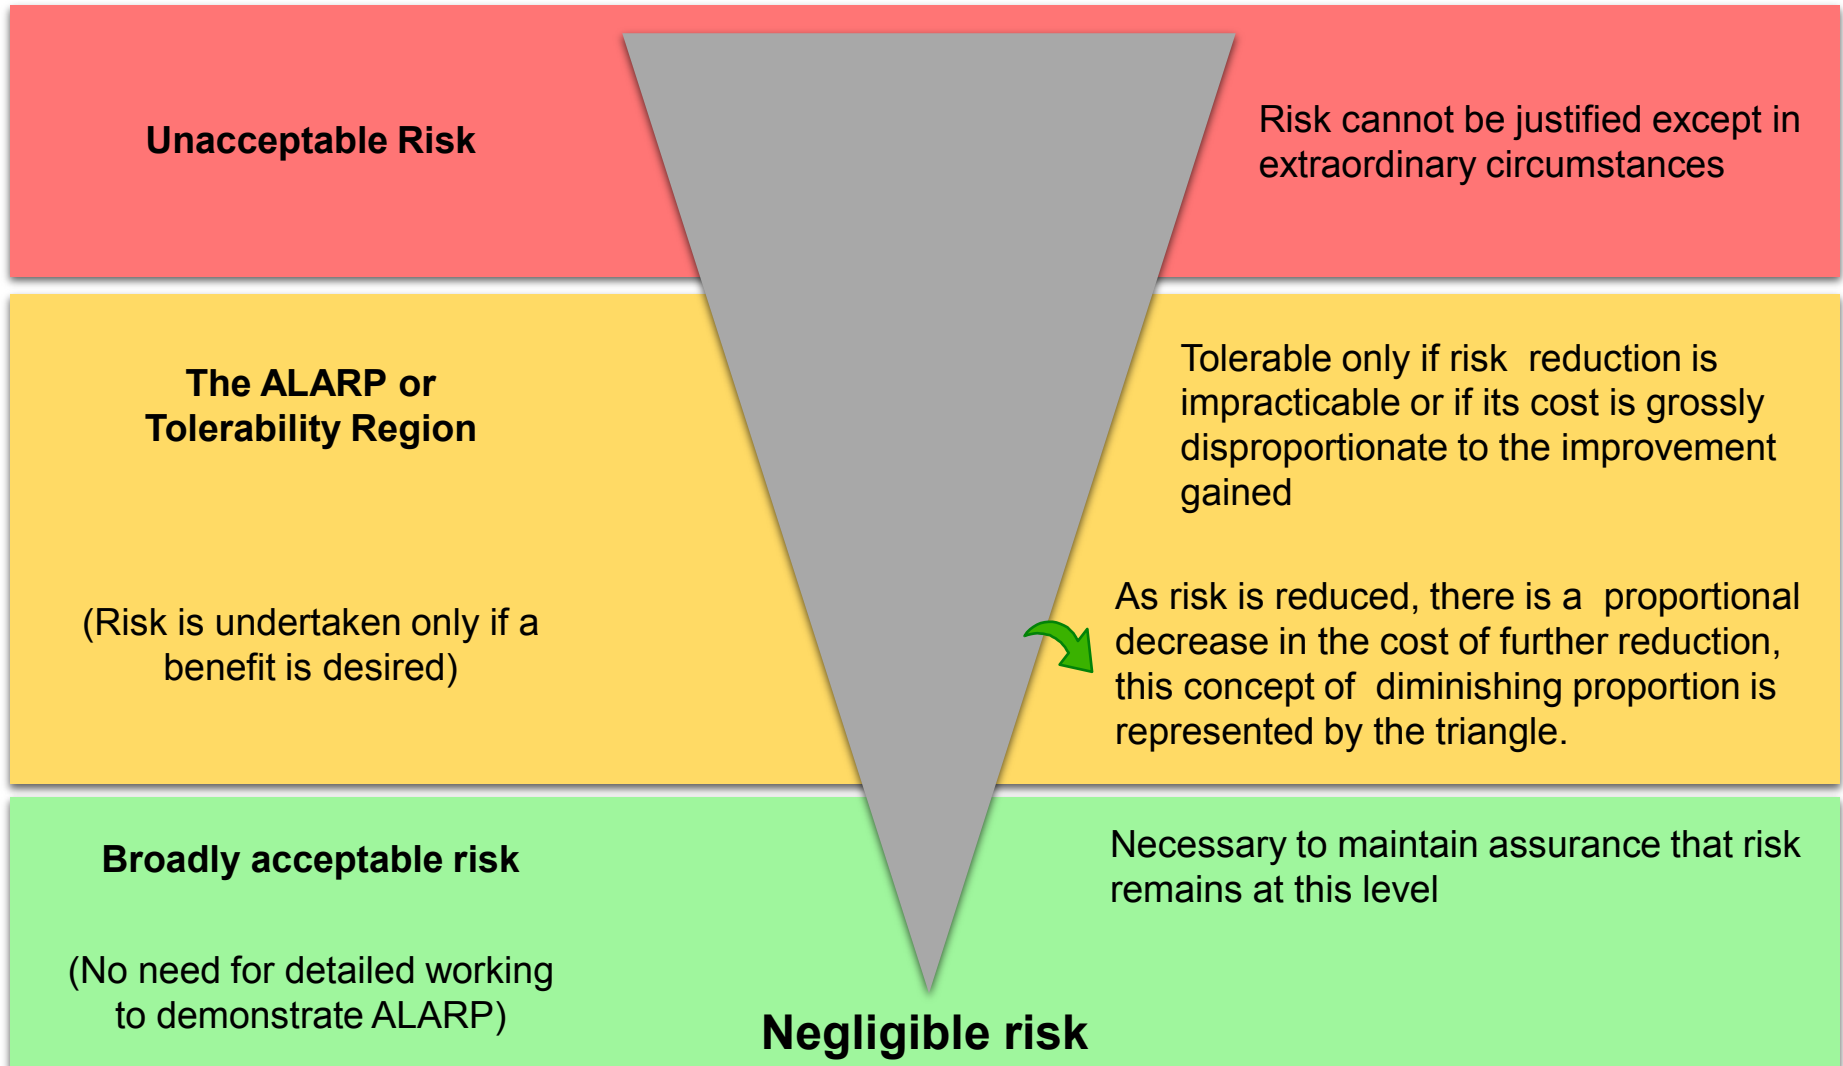 Unacceptable Risk
Risk cannot be justified except in
extraordinary circumstances
The ALARP or
Tolerability Region
(Risk is undertaken only if a
benefit is desired)
Tolerable only if risk  reduction is
impracticable or if its cost is grossly
disproportionate to the improvement
gained
As risk is reduced, there is a  proportional
decrease in the cost of further reduction,
this concept of  diminishing proportion is
represented by the triangle.
Broadly acceptable risk
(No need for detailed working
to demonstrate ALARP)
Necessary to maintain assurance that risk
remains at this level
Negligible risk